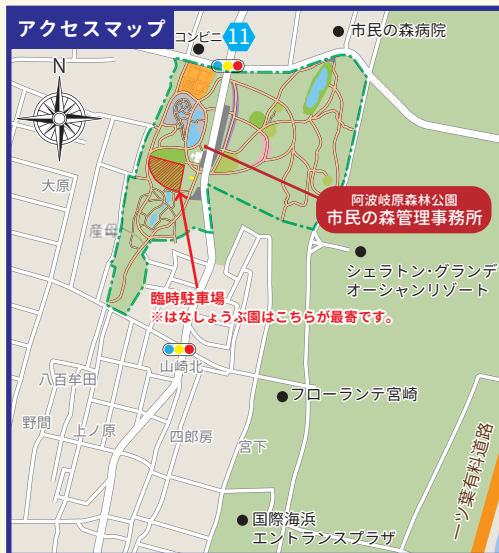 アクセスマップ
コンビニ
11
市民の森病院
N
大原
産母
阿波岐原森林公園
市民の森管理事務所
シェラトン・グランデ
オーシャンリゾート
臨時駐車場
※はなしょうぶ園はこちらが最寄です。
山崎北
八百牟田
フローランテ宮崎
野間
上ノ原
四郎房
宮下
一ツ葉有料道路
国際海浜
エントランスプラザ